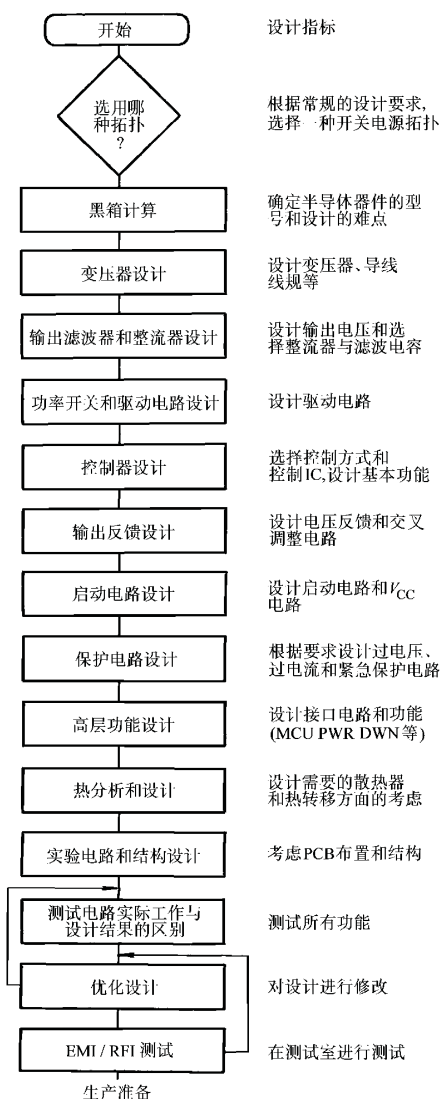 开始
设计指标
选用哪
种拓扑
?
根据常规的设计要求,
选择一种开关电源拓扑
黑箱计算
确定半导体器件的型
号和设计的难点
变压器设计
设计变压器、导线
线规等
输出滤波器和整流器设计
设计输出电压和选
择整流器与滤波电容
功率开关和驱动电路设计
设计驱动电路
控制器设计
选择控制方式和
控制IC,设计基本功能
输出反馈设计
设计电压反馈和交叉
调整电路
启动电路设计
设计启动电路和VCC
电路
保护电路设计
根据要求设计过电压、
过电流和紧急保护电路
高层功能设计
设计接口电路和功能
(MCU PWR DWN等)
热分析和设计
设计需要的散热器
和热转移方面的考虑
实验电路和结构设计
考虑PCB布置和结构
测试电路实际工作与
设计结果的区别
测试所有功能
优化设计
对设计进行修改
EMI / RFI 测试
在测试室进行测试
生产准备